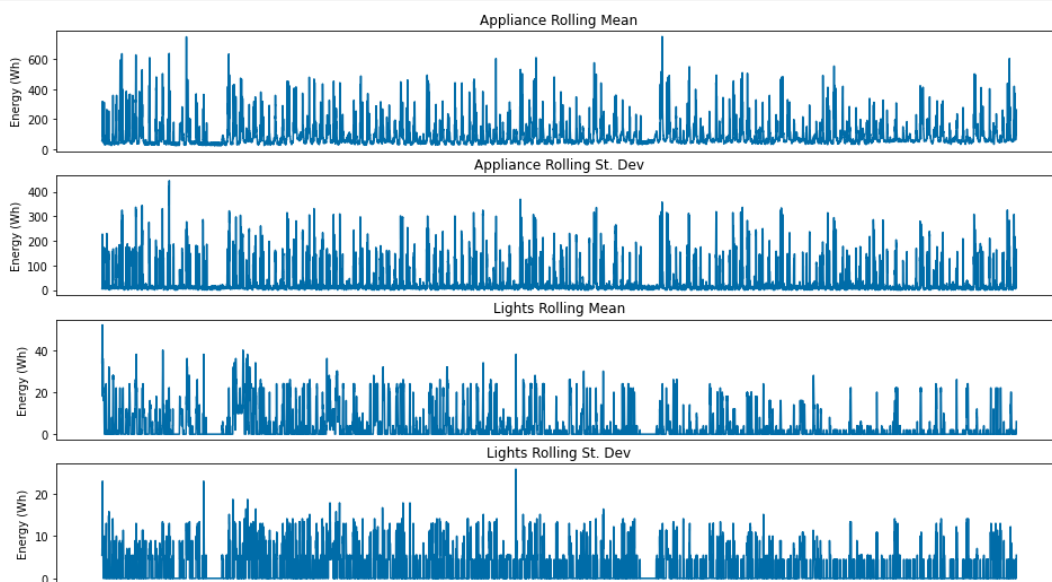 Appliance Rolling Mean
Energy (Wh)
600
400
200
0
Appliance Rolling St. Dev
Energy (Wh)
400
300
200
100
0
Lights Rolling Mean
Energy (Wh)
40
20
0
Lights Rolling St. Dev
Energy (Wh)
20
10
0